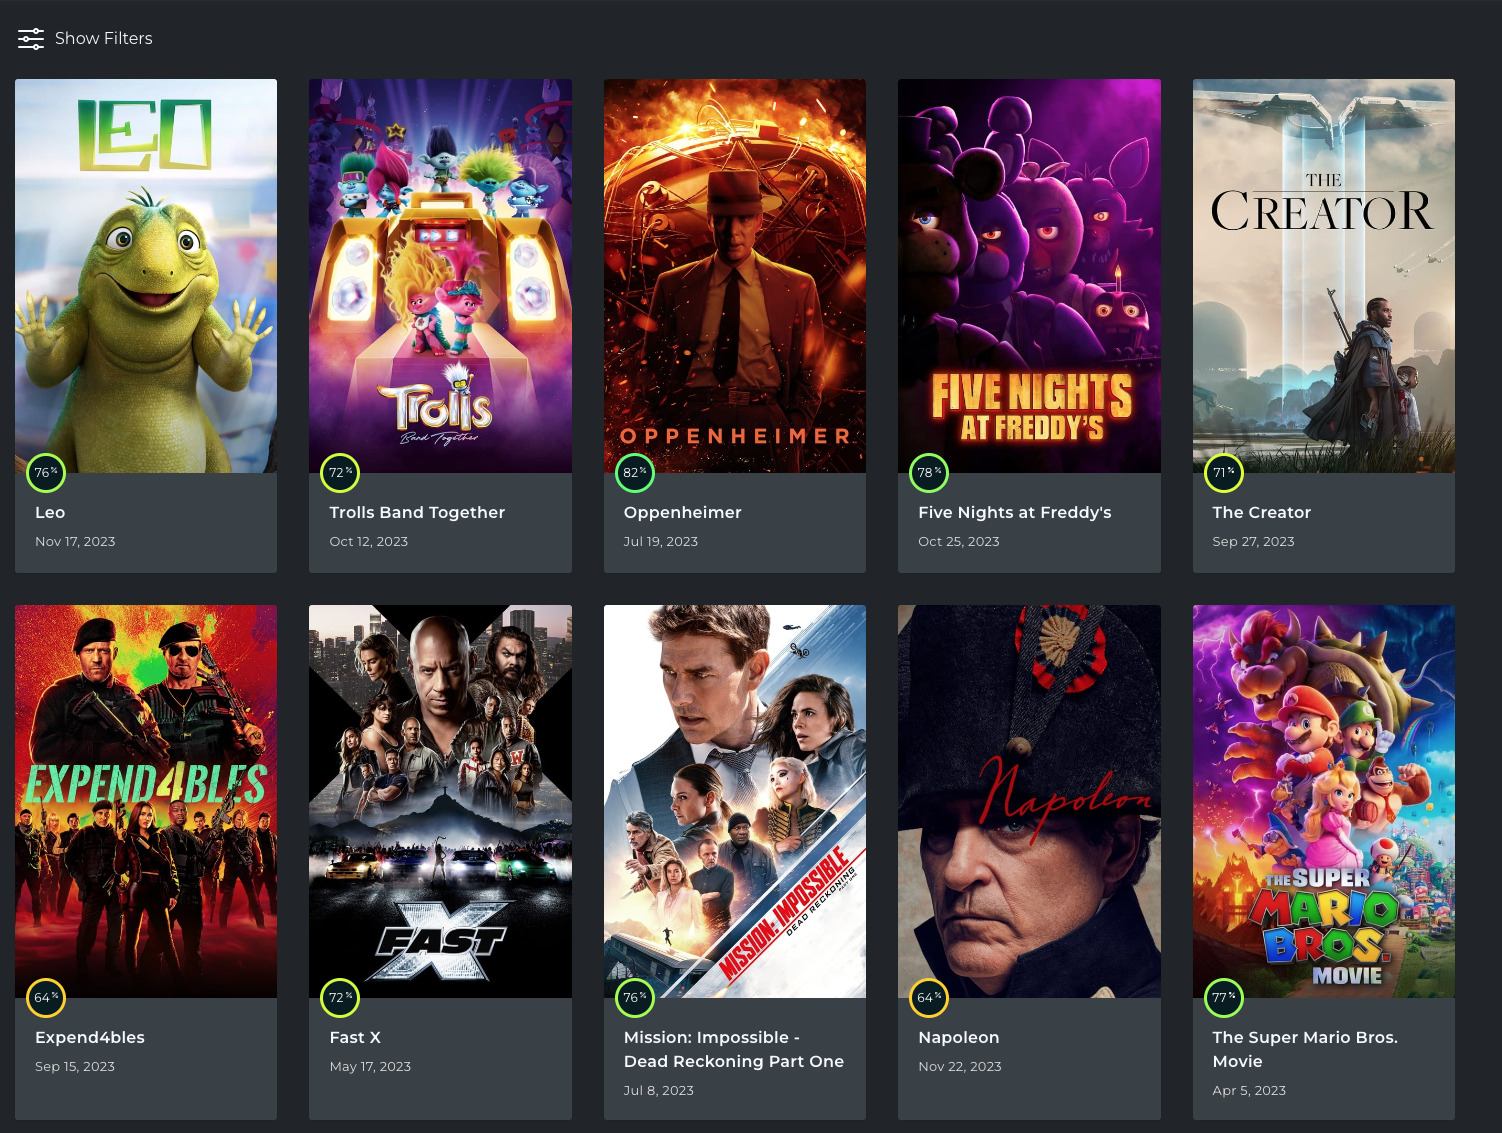 Show Filters
LEO
Trolls
Band Together
OPPENHEIMER
FIVE NIGHTS
AT FREDDY'S
THE
CREATOR
76%
72%
82%
78%
71%
Leo
Trolls Band Together
Oppenheimer
Five Nights at Freddy's
The Creator
Nov 17, 2023
Oct 12, 2023
Jul 19, 2023
Oct 25, 2023
Sep 27, 2023
EXPEND4BLES
FAST
X
MISSION: IMPOSSIBLE
DEAD RECKONING
PART ONE
Napoleon
THE SUPER
MARIO
BROS.
MOVIE
64%
72%
76%
64%
77%
Expend4bles
Fast X
Mission: Impossible -
Dead Reckoning Part One
Napoleon
The Super Mario Bros.
Movie
Sep 15, 2023
May 17, 2023
Jul 8, 2023
Nov 22, 2023
Apr 5, 2023